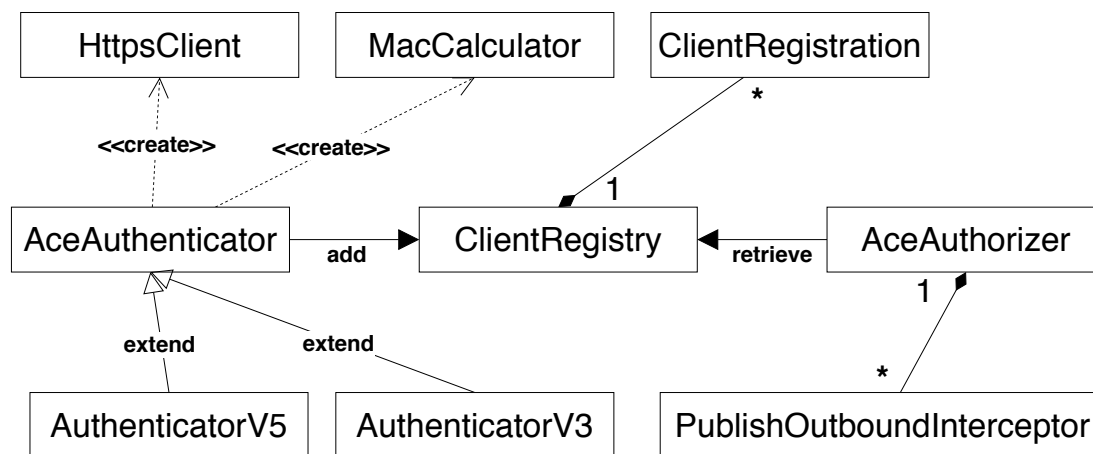 HttpsClient
MacCalculator
ClientRegistration
*
<<create>>
<<create>>
1
AceAuthenticator
add
ClientRegistry
retrieve
AceAuthorizer
1
extend
extend
*
AuthenticatorV5
AuthenticatorV3
PublishOutboundInterceptor